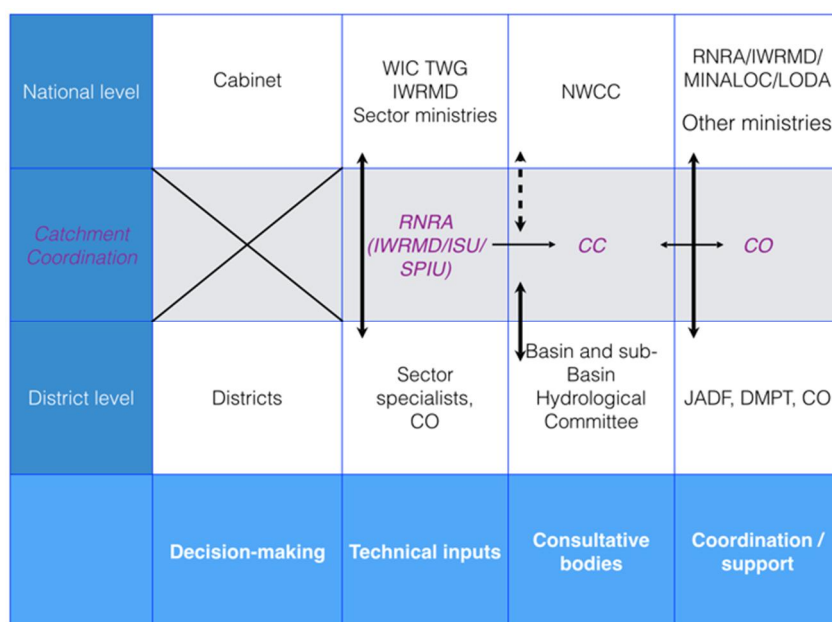 National level
Cabinet
WIC TWG
IWRMD
Sector ministries
NWCC
RNRA/IWRMD/
MINALOC/LODA
Other ministries
Catchment
Coordination
RNRA
(IWRMD/ISU/
SPIU)
CC
CO
District level
Districts
Sector
specialists,
CO
Basin and sub-
Basin
Hydrological
Committee
JADF, DMPT, CO
Decision-making
Technical inputs
Consultative
bodies
Coordination /
support